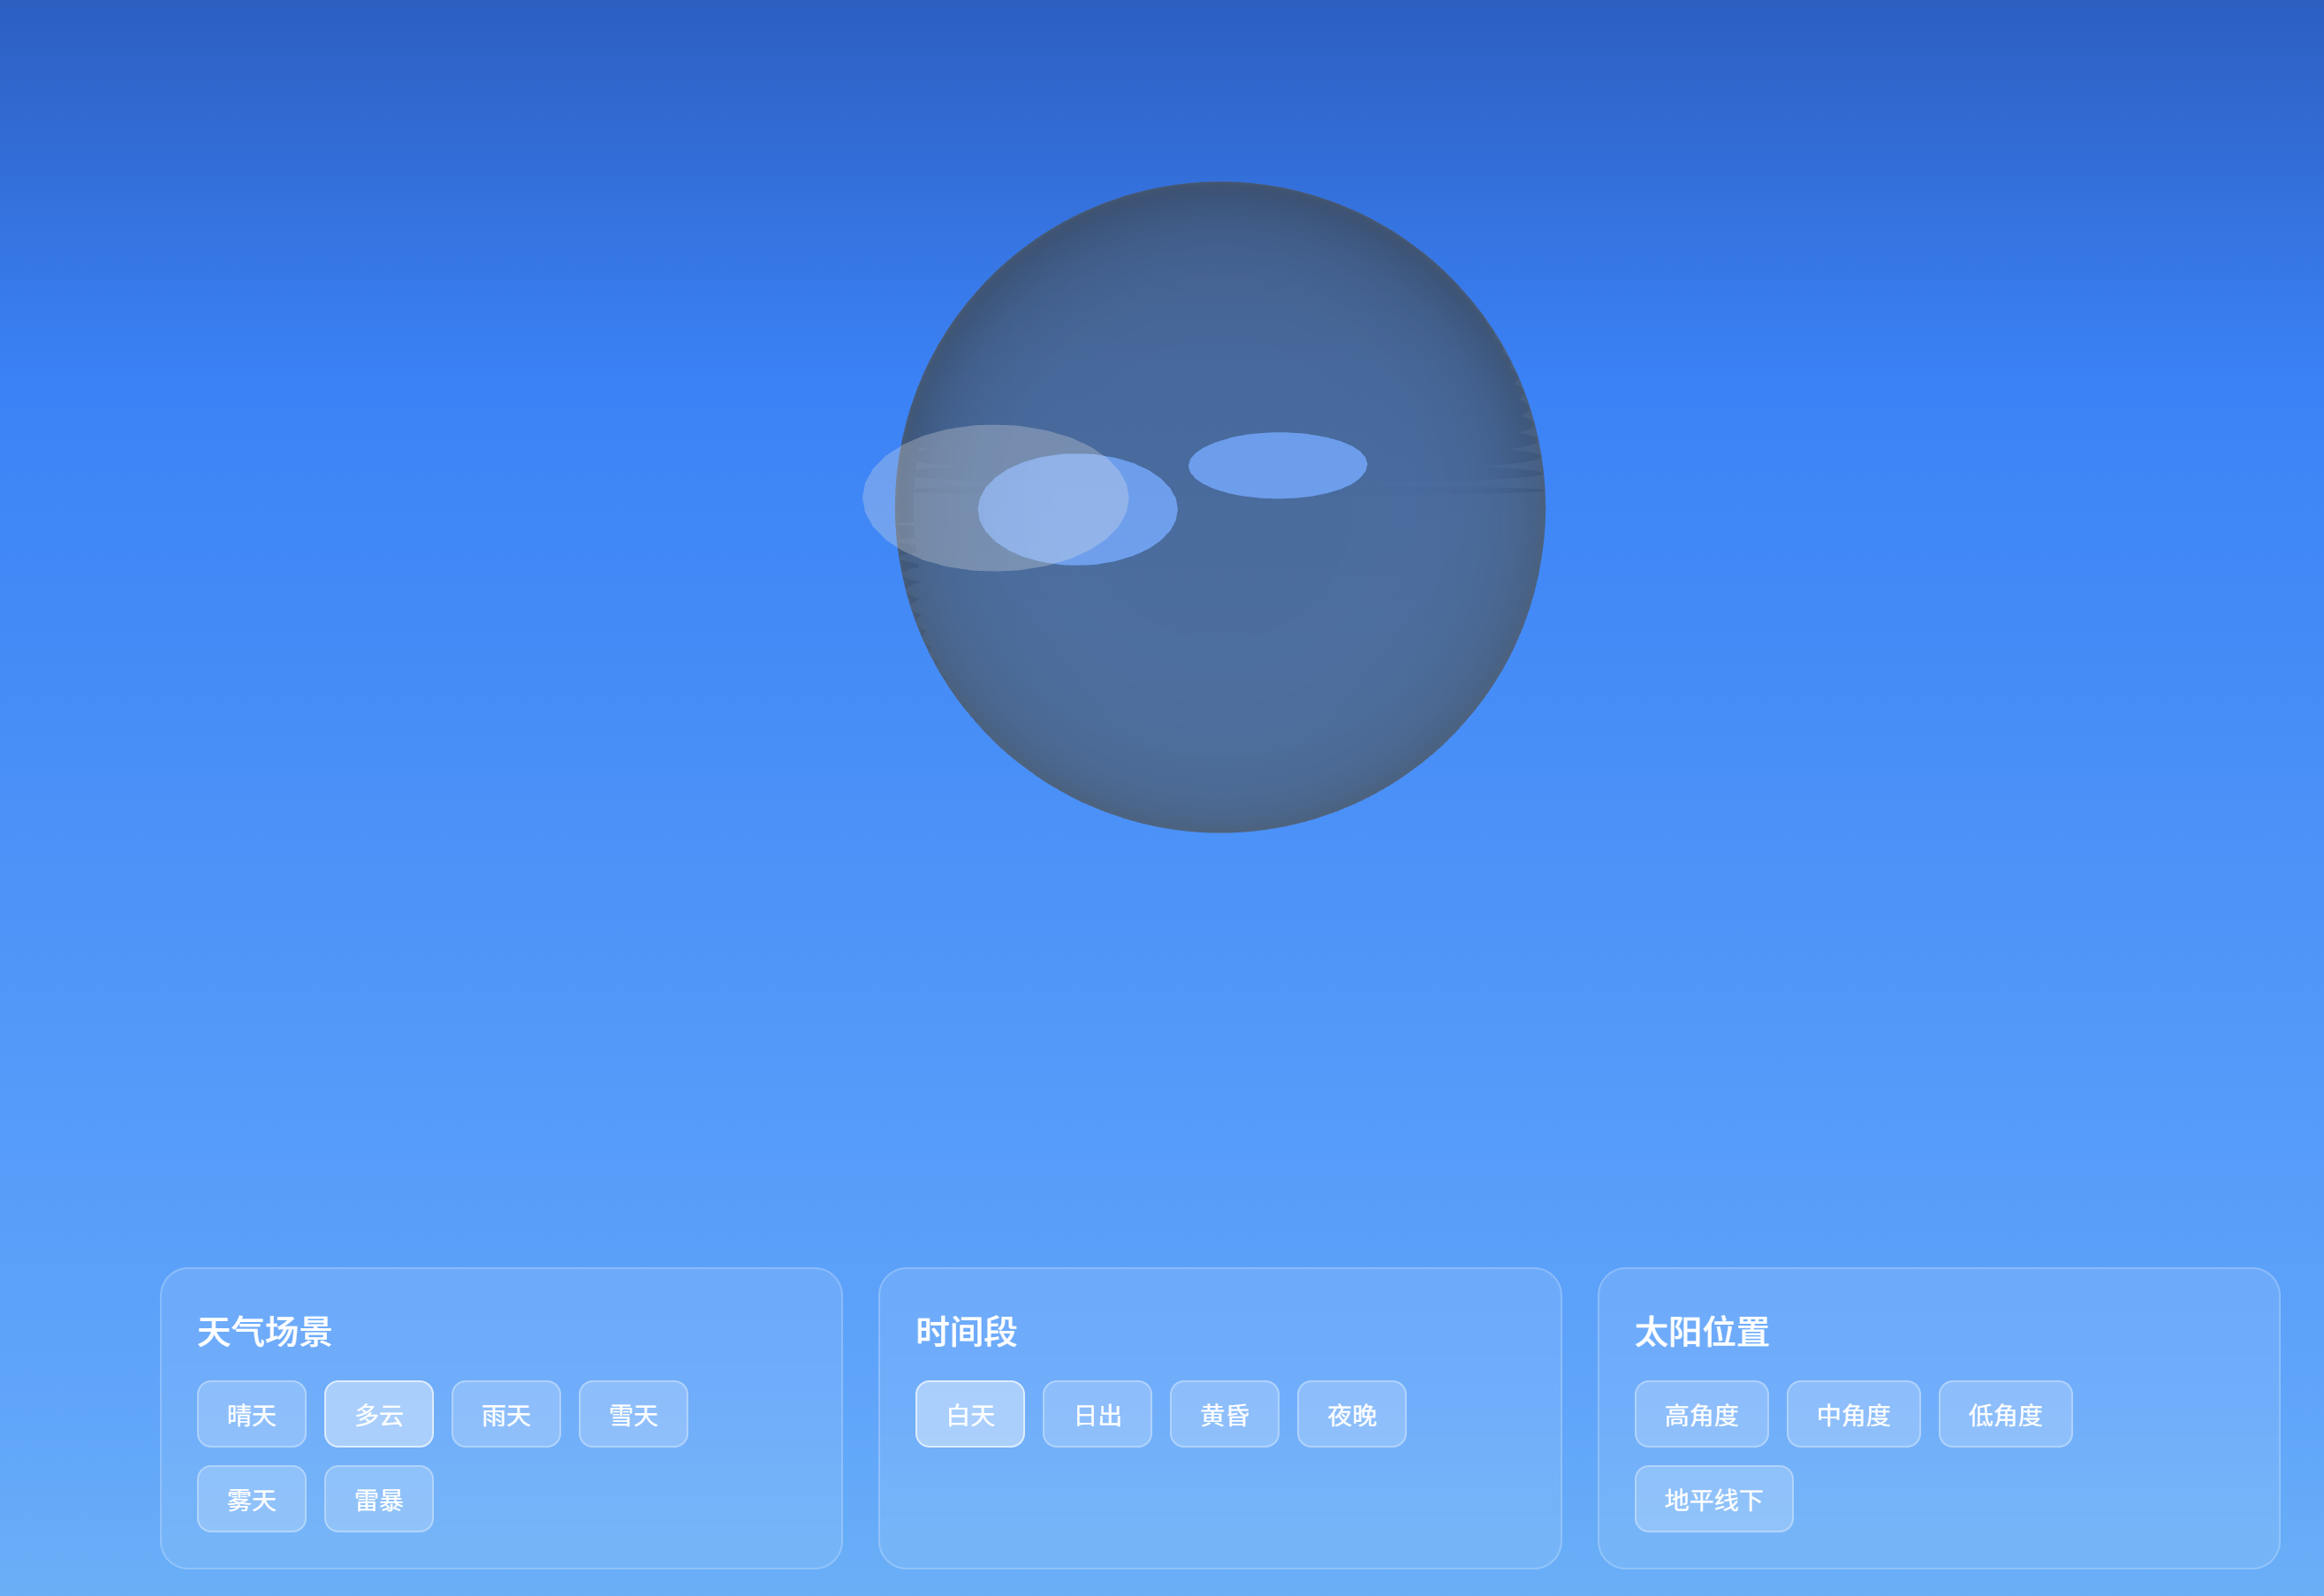 天气场景
晴天 多云 雨天 雪天
雾天 雷暴
时间段
白天 日出 黄昏 夜晚
太阳位置
高角度 中角度 低角度
地平线下